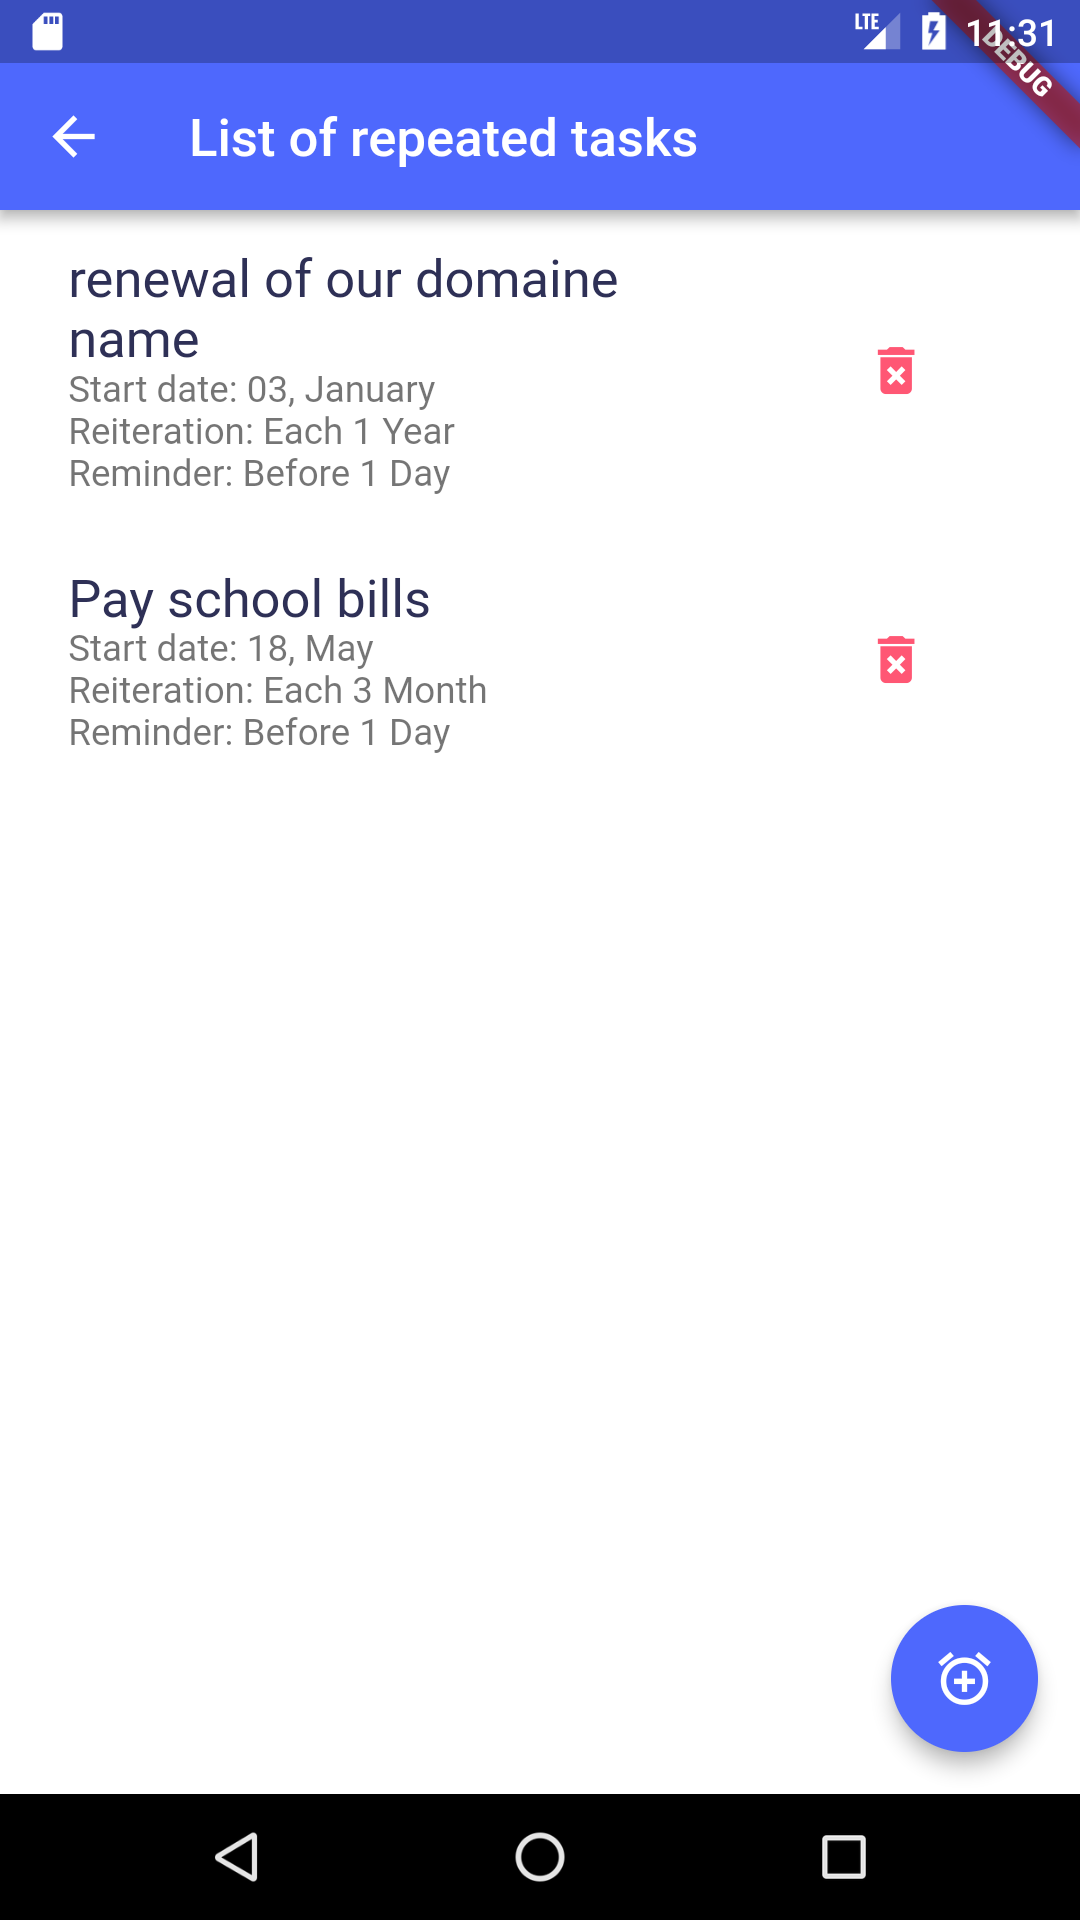 LTE 11:31
DEBUG
List of repeated tasks
renewal of our domaine
name
Start date: 03, January
Reiteration: Each 1 Year
Reminder: Before 1 Day
Pay school bills
Start date: 18, May
Reiteration: Each 3 Month
Reminder: Before 1 Day